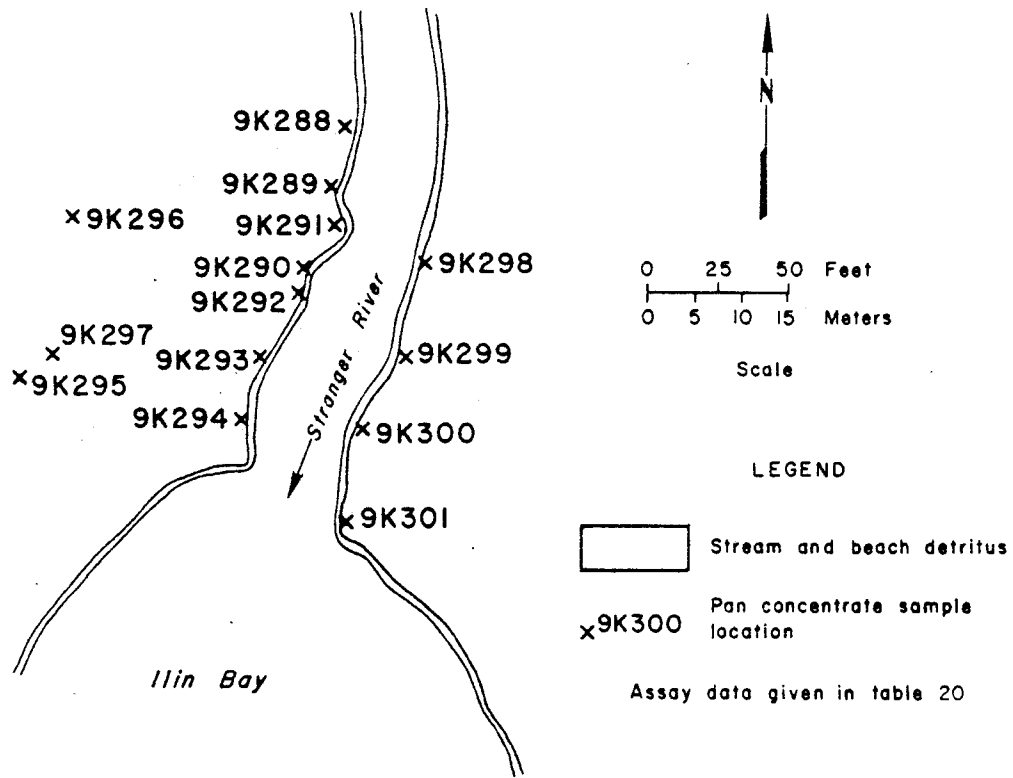 N
9K288
9K289
9K296
9K291
9K290
9K298
9K292
9K297
9K293
9K299
9K295
9K294
9K300
9K301
Stranger River
Ilin Bay
0 25 50 Feet
0 5 10 15 Meters
Scale
LEGEND
Stream and beach detritus
×9K300 Pan concentrate sample
location
Assay data given in table 20